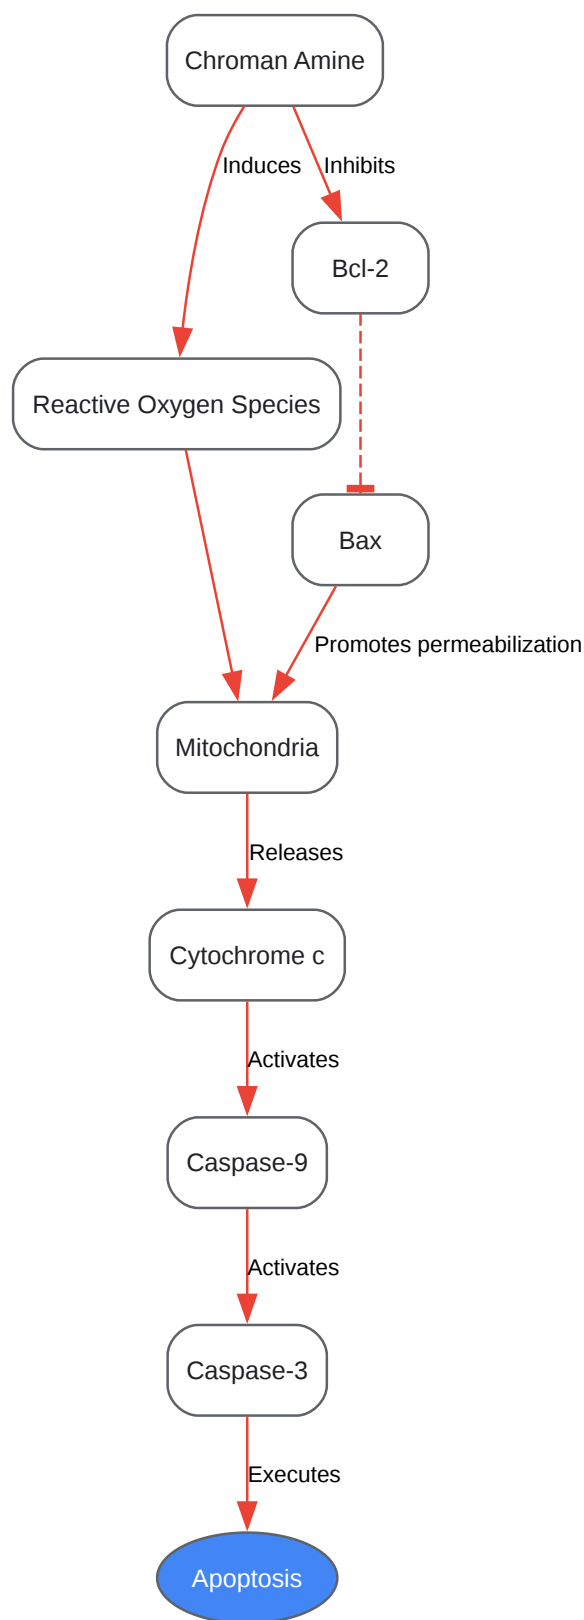 Chroman Amine
Induces
Inhibits
Bcl-2
Reactive Oxygen Species
Bax
Promotes permeabilization
Mitochondria
Releases
Cytochrome c
Activates
Caspase-9
Activates
Caspase-3
Executes
Apoptosis